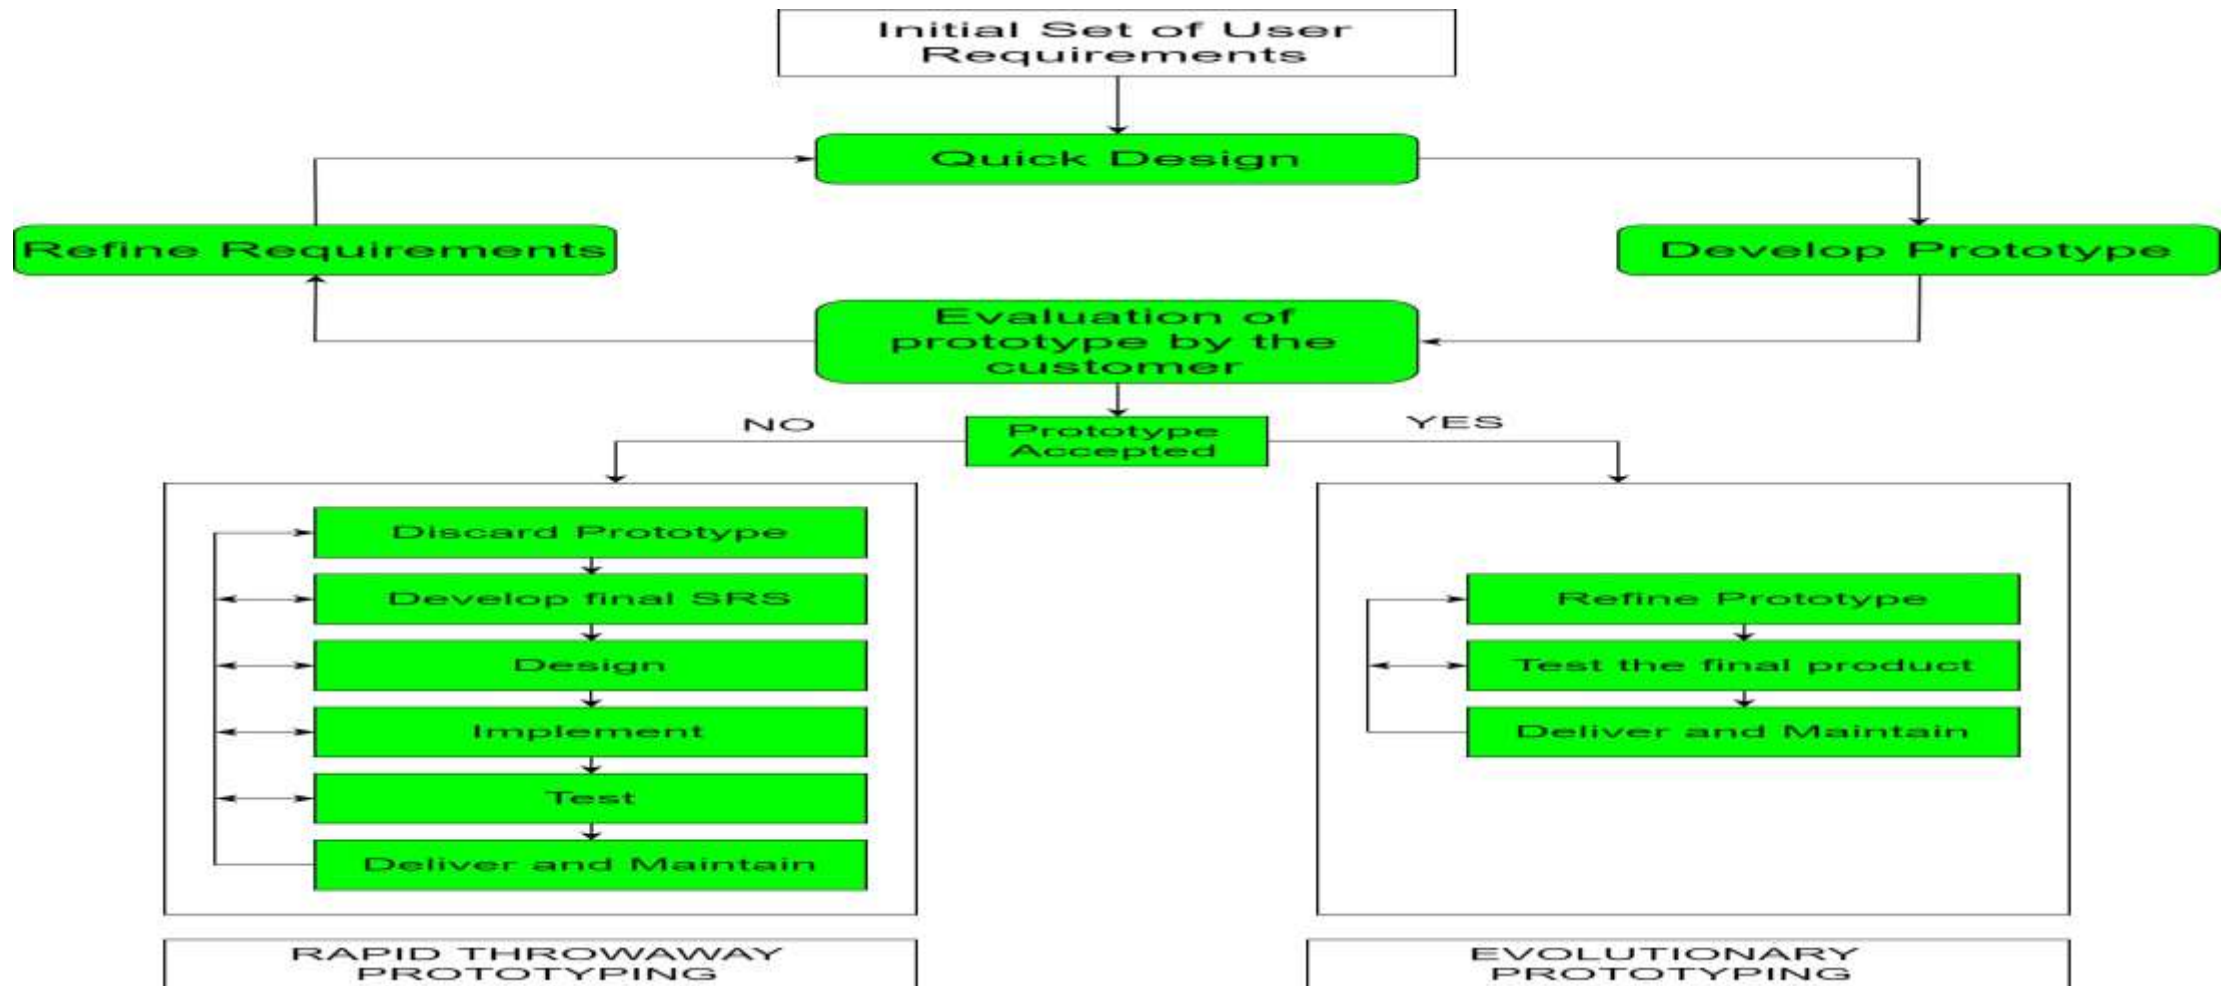 Initial Set of User
Requirements
Quick Design
Refine Requirements
Develop Prototype
Evaluation of
prototype by the
customer
NO
YES
Prototype
Accepted
Discard Prototype
Develop final SRS
Design
Implement
Test
Deliver and Maintain
Refine Prototype
Test the final product
Deliver and Maintain
RAPID THROWAWAY
PROTOTYPING
EVOLUTIONARY
PROTOTYPING